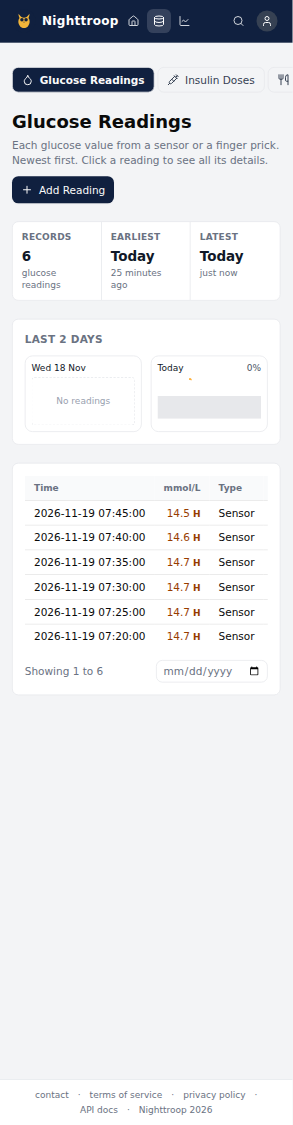 Nighttroop
Glucose Readings
Insulin Doses
Glucose Readings
Each glucose value from a sensor or a finger prick.
Newest first. Click a reading to see all its details.
Add Reading
RECORDS
6
glucose
readings
EARLIEST
Today
25 minutes
ago
LATEST
Today
just now
LAST 2 DAYS
Wed 18 Nov
No readings
Today 0%
Time mmol/L Type
2026-11-19 07:45:00 14.5 H Sensor
2026-11-19 07:40:00 14.6 H Sensor
2026-11-19 07:35:00 14.7 H Sensor
2026-11-19 07:30:00 14.7 H Sensor
2026-11-19 07:25:00 14.7 H Sensor
2026-11-19 07:20:00 14.7 H Sensor
Showing 1 to 6
mm/dd/yyyy
contact · terms of service · privacy policy ·
API docs · Nighttroop 2026